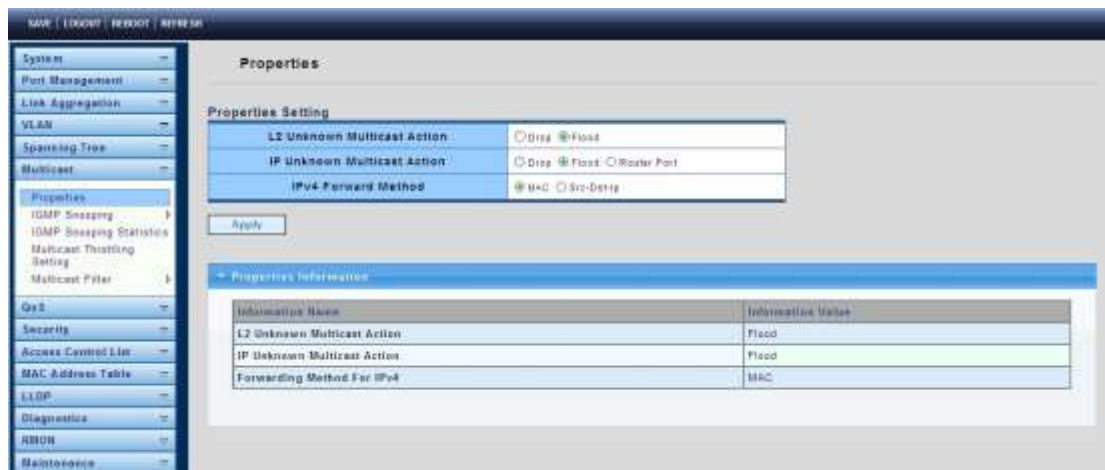 SAVE | LOGOUT | REBOOT | REFRESH
System
Port Management
Link Aggregation
VLAN
Spanning Tree
Multicast
Properties
IGMP Snooping
IGMP Snooping Statistics
Multicast Throttling
Setting
Multicast Filter
QoS
Security
Access Control List
MAC Address Table
LLDP
Diagnostics
RMON
Maintenance
Properties
Properties Setting
L2 Unknown Multicast Action Drop Flood
IP Unknown Multicast Action Drop Flood Router Port
IPv4 Forward Method MAC Src-Dst-Ip
Apply
Properties Information
Information Name Information Value
L2 Unknown Multicast Action Flood
IP Unknown Multicast Action Flood
Forwarding Method For IPv4 MAC